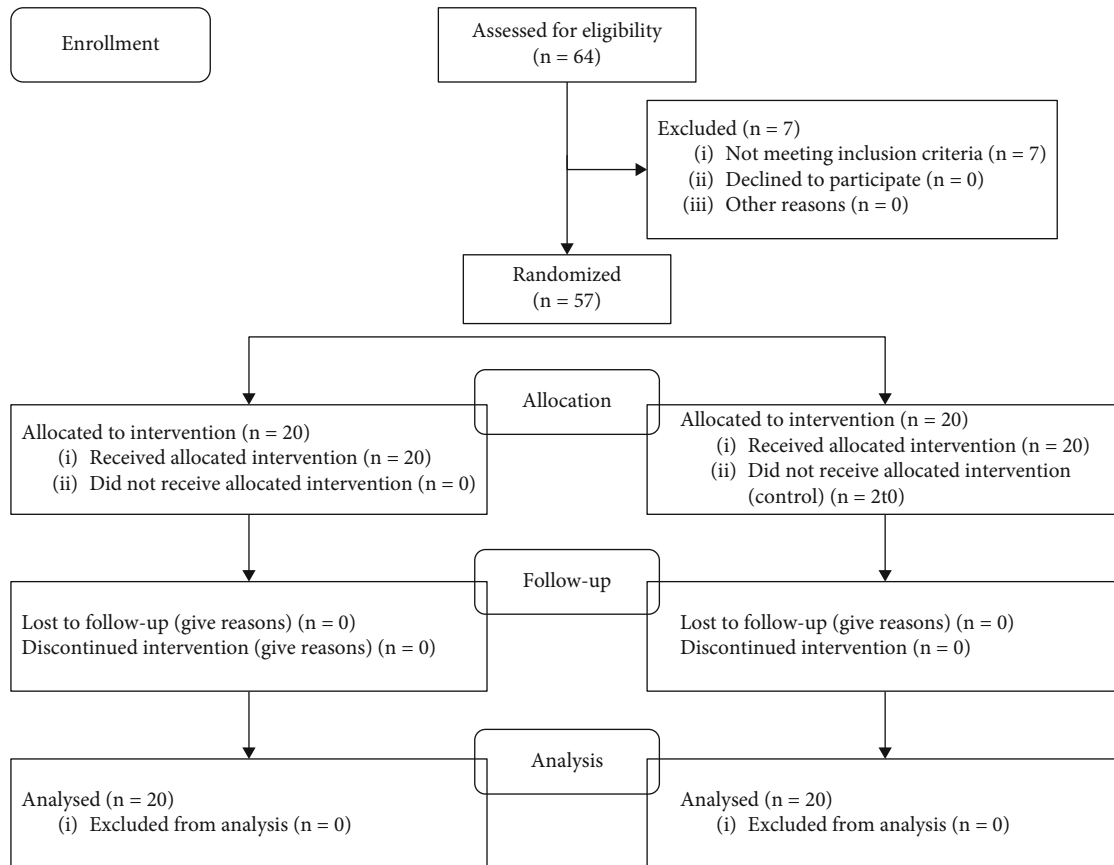 Enrollment
Assessed for eligibility
(n = 64)
Excluded (n = 7)
(i) Not meeting inclusion criteria (n = 7)
(ii) Declined to participate (n = 0)
(iii) Other reasons (n = 0)
Randomized
(n = 57)
Allocation
Allocated to intervention (n = 20)
(i) Received allocated intervention (n = 20)
(ii) Did not receive allocated intervention (n = 0)
Allocated to intervention (n = 20)
(i) Received allocated intervention (n = 20)
(ii) Did not receive allocated intervention
(control) (n = 2t0)
Follow-up
Lost to follow-up (give reasons) (n = 0)
Discontinued intervention (give reasons) (n = 0)
Lost to follow-up (give reasons) (n = 0)
Discontinued intervention (n = 0)
Analysis
Analysed (n = 20)
(i) Excluded from analysis (n = 0)
Analysed (n = 20)
(i) Excluded from analysis (n = 0)